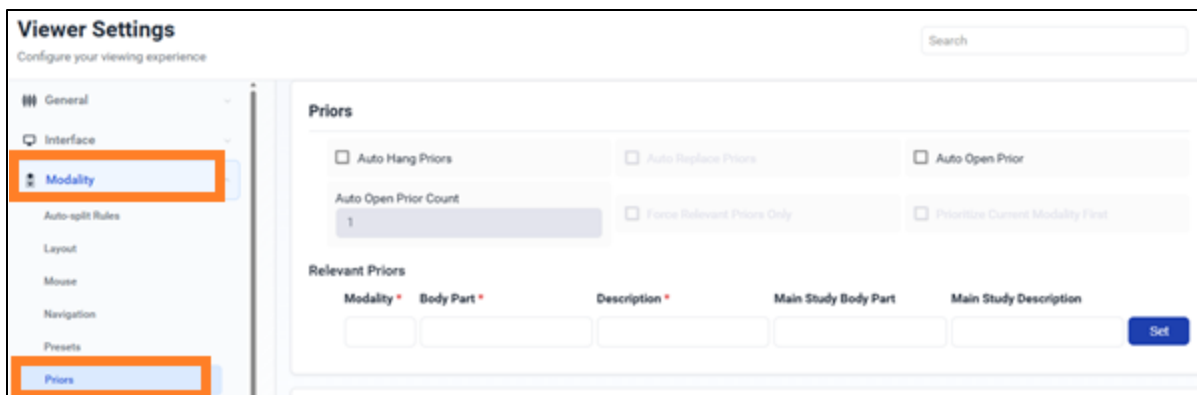 Viewer Settings
Configure your viewing experience
Search
General
Interface
Modality
Auto-split Rules
Layout
Mouse
Navigation
Presets
Priors
Priors
Auto Hang Priors
Auto Replace Priors
Auto Open Prior
Auto Open Prior Count
1
Force Relevant Priors Only
Prioritize Current Modality First
Relevant Priors
Modality * Body Part * Description * Main Study Body Part Main Study Description
Set